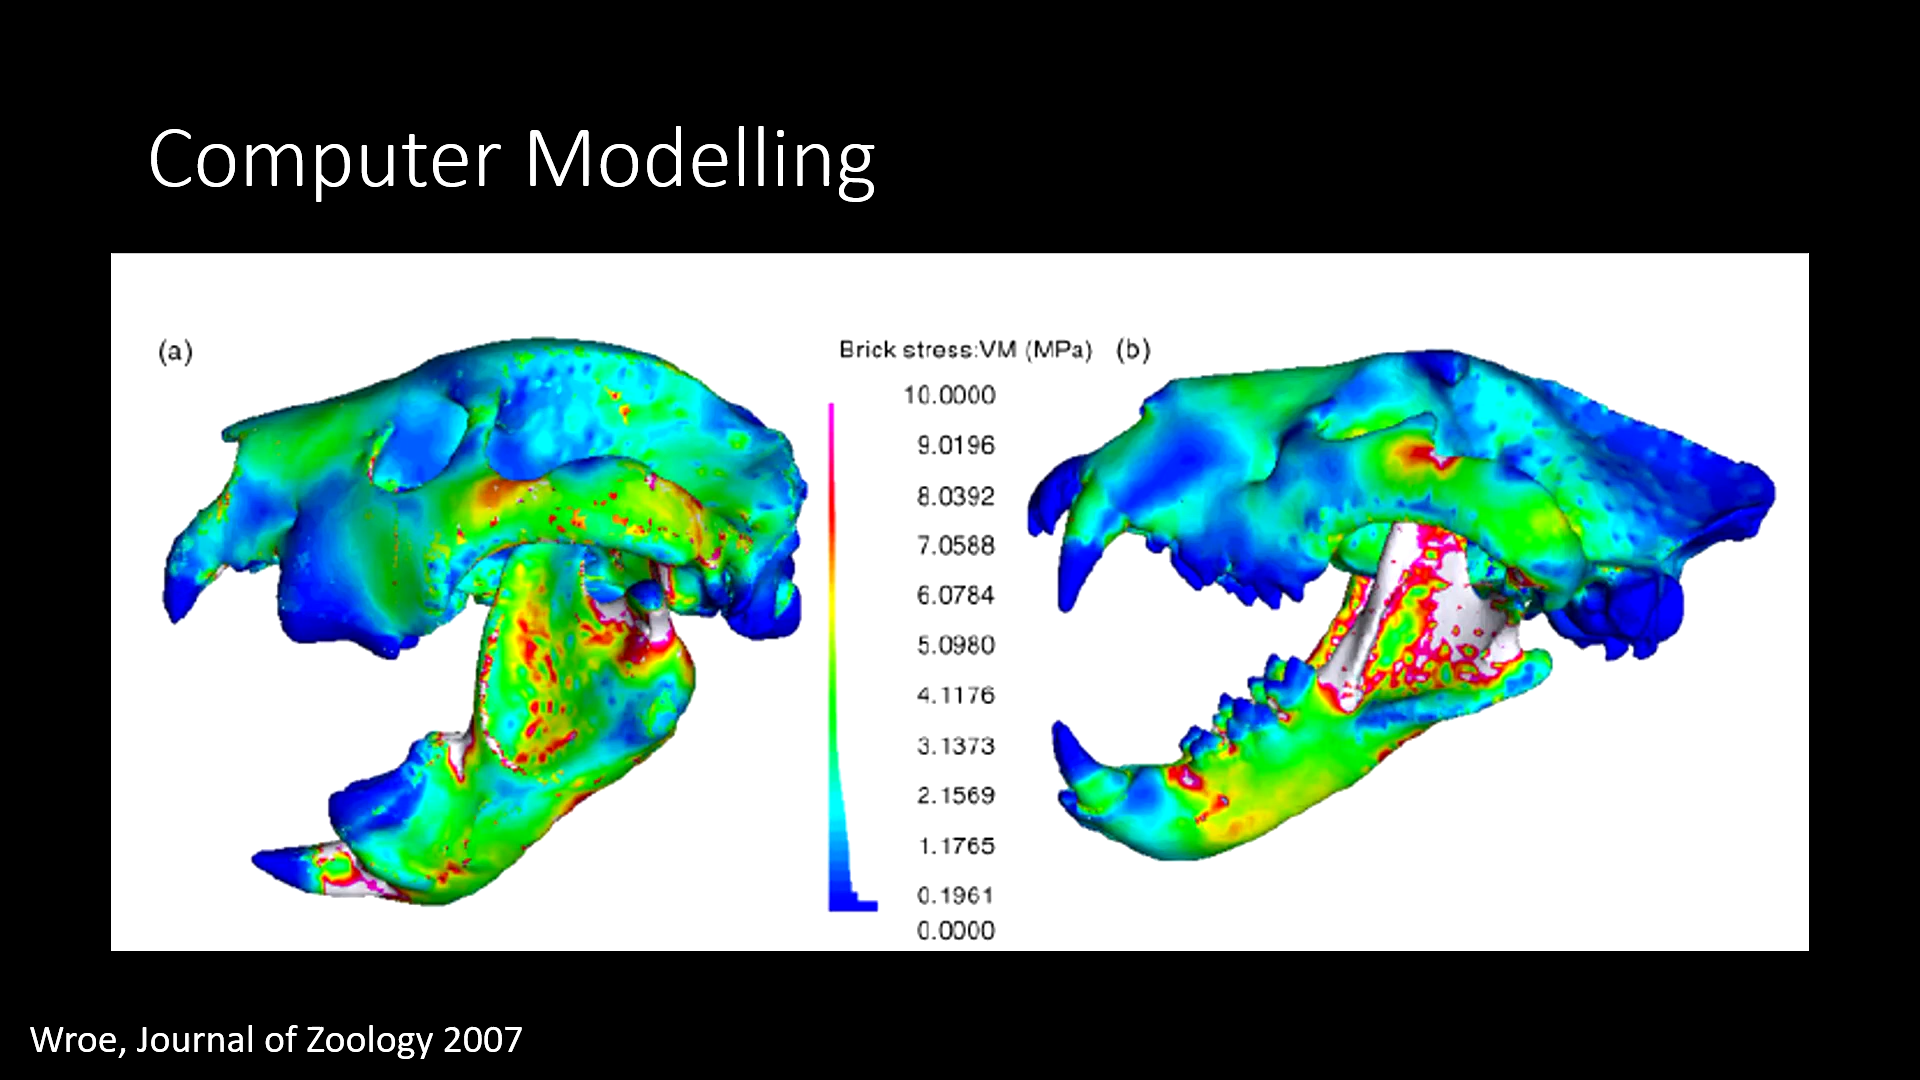 Computer Modelling
(a)
Brick stress:VM (MPa)
(b)
10.0000
9.0196
8.0392
7.0588
6.0784
5.0980
4.1176
3.1373
2.1569
1.1765
0.1961
0.0000
Wroe, Journal of Zoology 2007